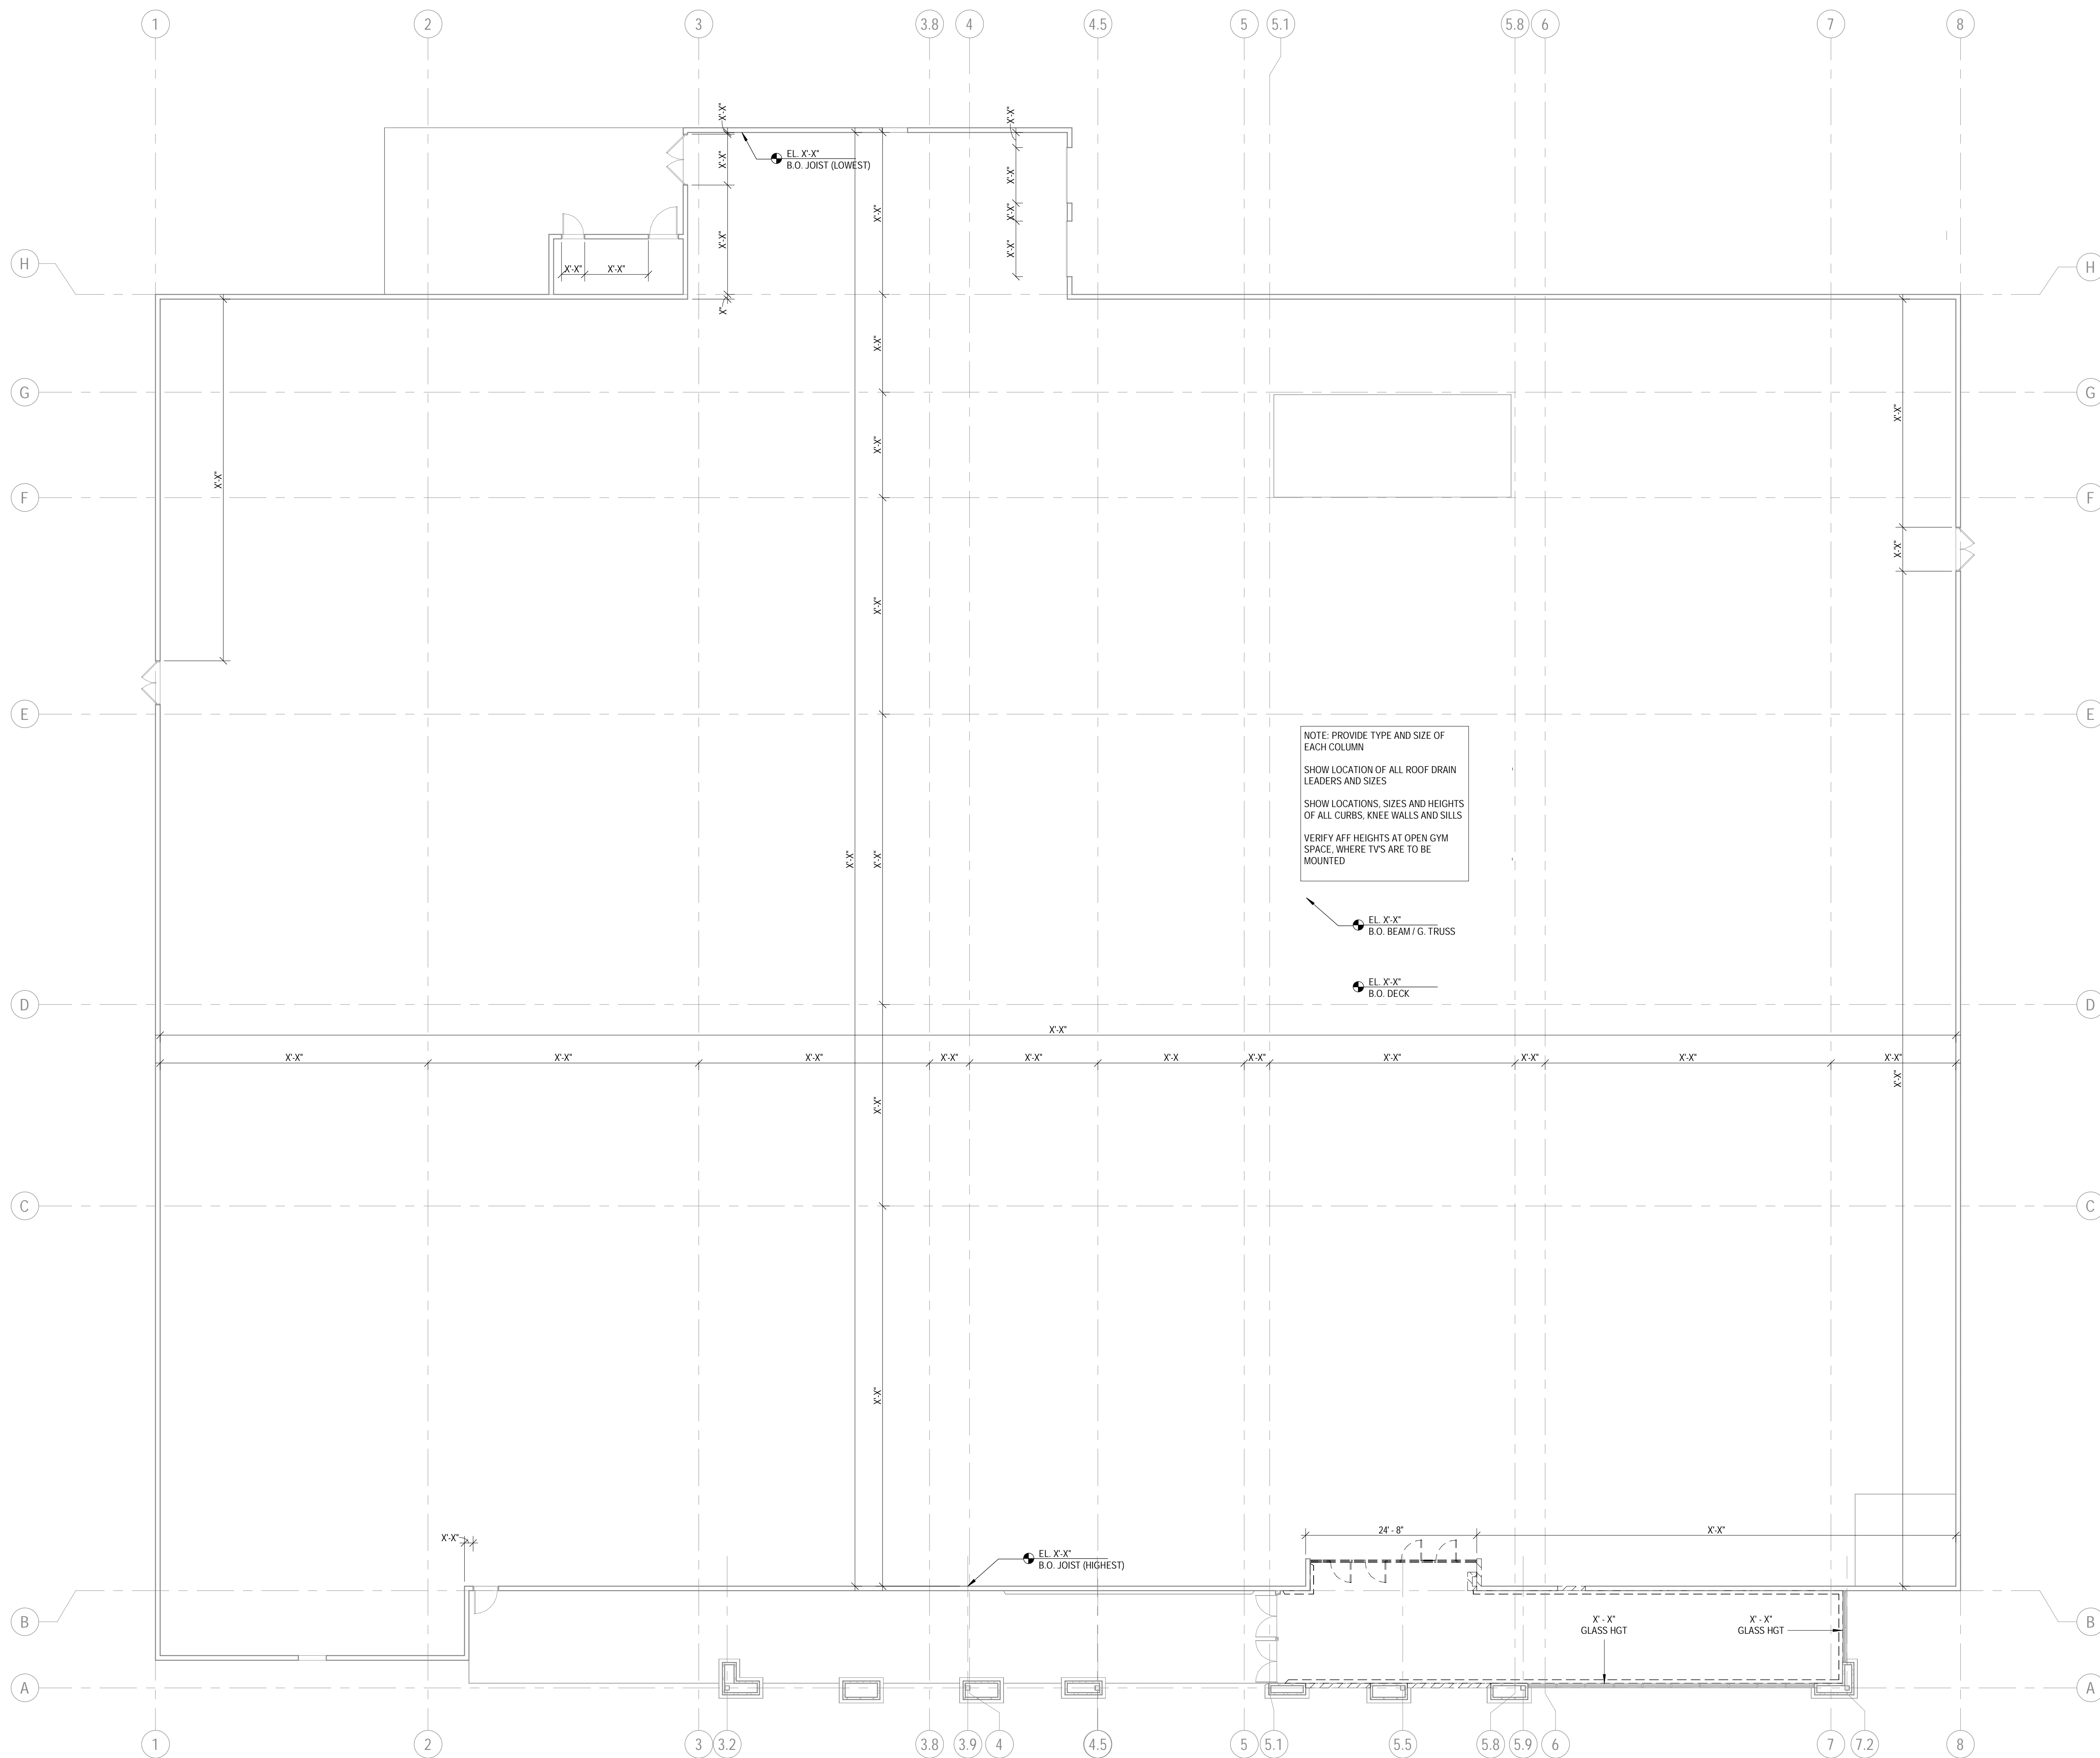 1 2 3 3.8 4 4.5 5 5.1 5.8 6 7 8
X'-X"
X'-X"
EL. X'-X"
B.O. JOIST (LOWEST)
X'-X"
X'-X"
X'-X"
X'-X"
X'-X"
X'-X"
X'-X"
X'-X" X'-X"
H H
X"
X'-X"
G G
X'-X"
X'-X"
X'-X"
F F
X'-X"
X'-X"
E E
NOTE: PROVIDE TYPE AND SIZE OF
EACH COLUMN
SHOW LOCATION OF ALL ROOF DRAIN
LEADERS AND SIZES
SHOW LOCATIONS, SIZES AND HEIGHTS
OF ALL CURBS, KNEE WALLS AND SILLS
VERIFY AFF HEIGHTS AT OPEN GYM
SPACE, WHERE TV'S ARE TO BE
MOUNTED
X'-X" X'-X"
EL. X'-X"
B.O. BEAM / G. TRUSS
EL. X'-X"
B.O. DECK
D D
X'-X"
X'-X" X'-X" X'-X" X'-X" X'-X" X'-X X'-X" X'-X" X'-X" X'-X" X'-X"
X'-X"
X'-X"
C C
X'-X"
24' - 8" X'-X"
X'-X"
EL. X'-X"
B.O. JOIST (HIGHEST)
B B
X' - X"
GLASS HGT
X' - X"
GLASS HGT
A A
1 2 3 3.2 3.8 3.9 4 4.5 5 5.1 5.5 5.8 5.9 6 7 7.2 8